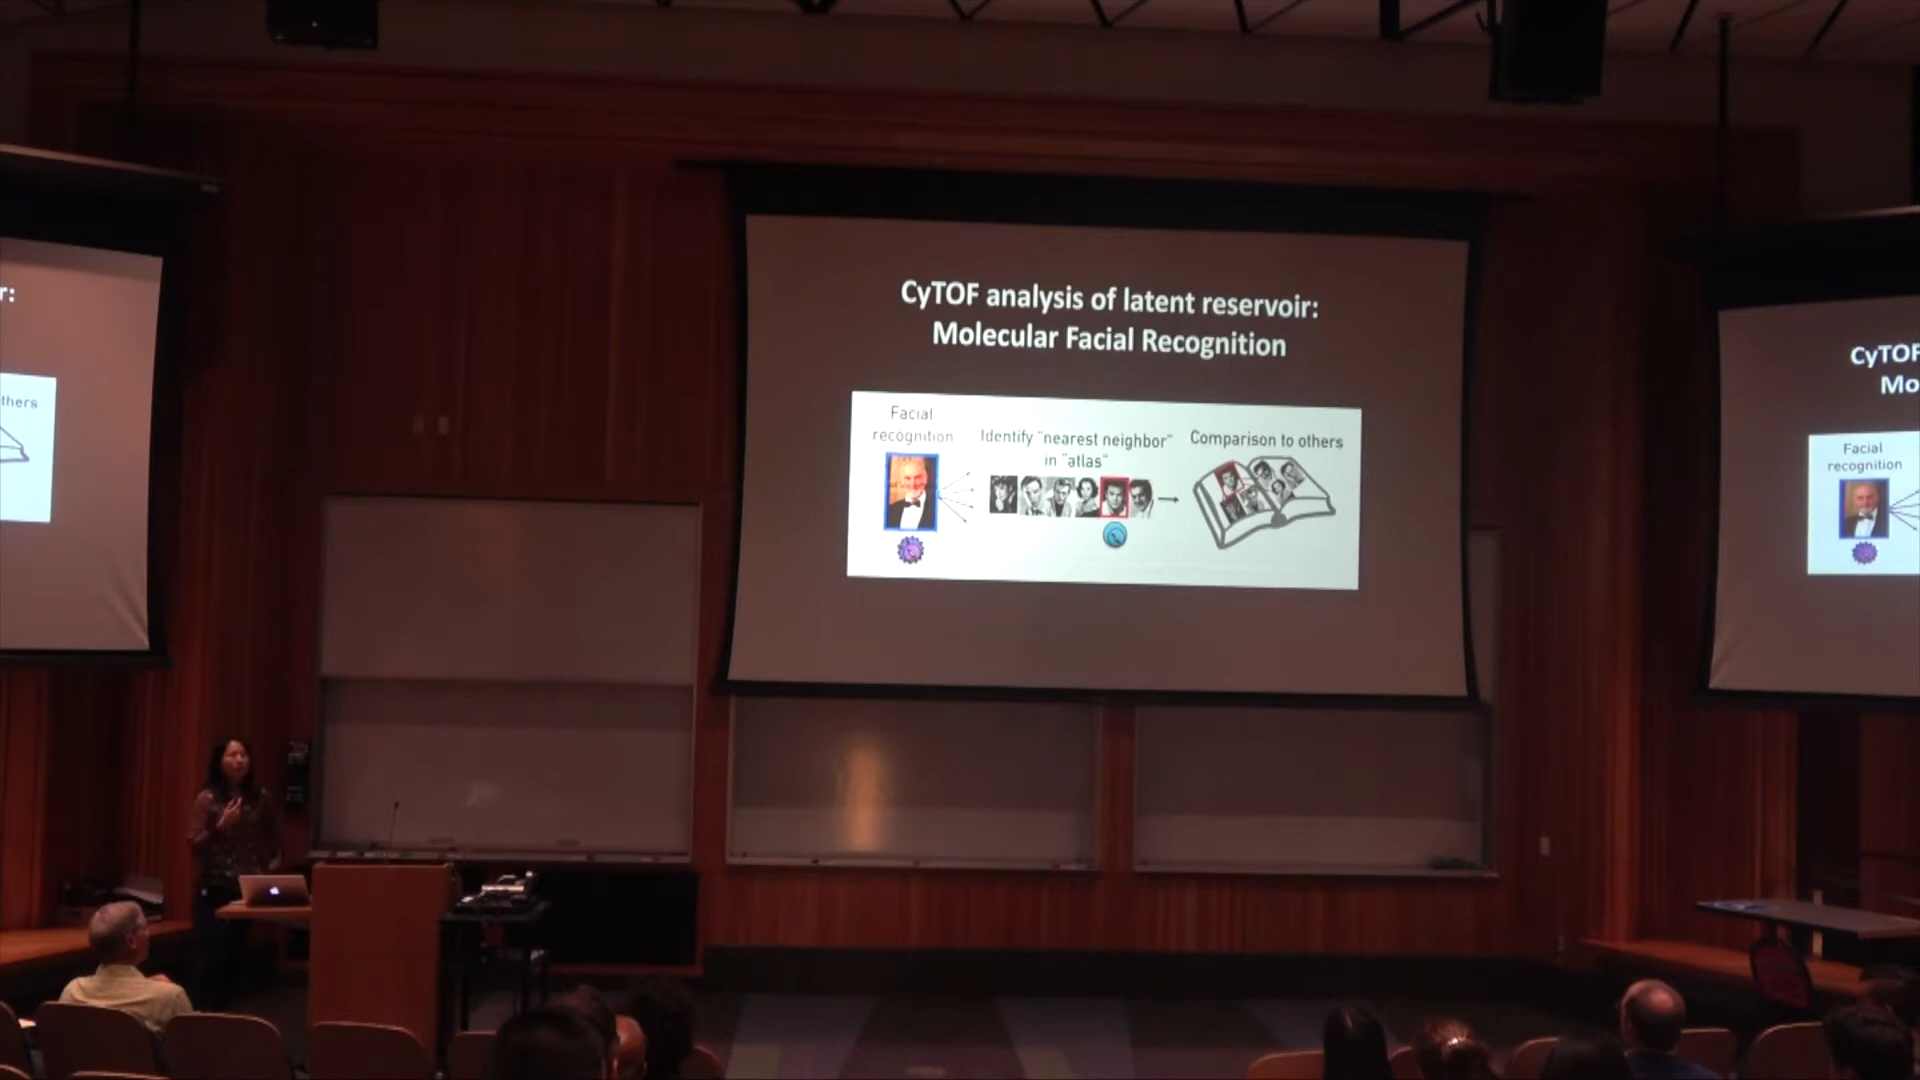 r:
thers
CyTOF analysis of latent reservoir:
Molecular Facial Recognition
Facial
recognition
Identify "nearest neighbor"
in "atlas"
Comparison to others
CyTOF
Mo
Facial
recognition